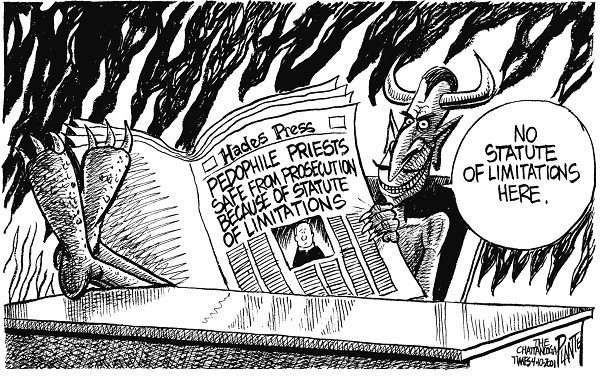 Hades Press
PEDOPHILE PRIESTS
SAFE FROM PROSECUTION
BECAUSE OF STATUTE
OF LIMITATIONS
NO
STATUTE
OF LIMITATIONS
HERE.
THE
CHATTANOOGA
TIMES
PLANTE